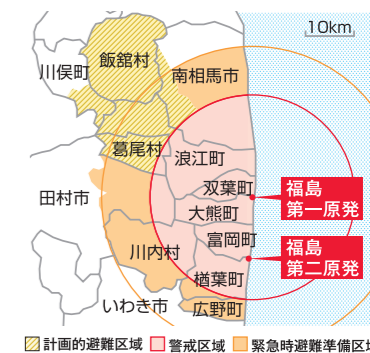 10km
飯舘村
川俣町
南相馬市
葛尾村
浪江町
田村市
双葉町
福島
第一原発
大熊町
富岡町
川内村
福島
第二原発
楢葉町
いわき市
広野町
計画的避難区域 警戒区域 緊急時避難準備区域